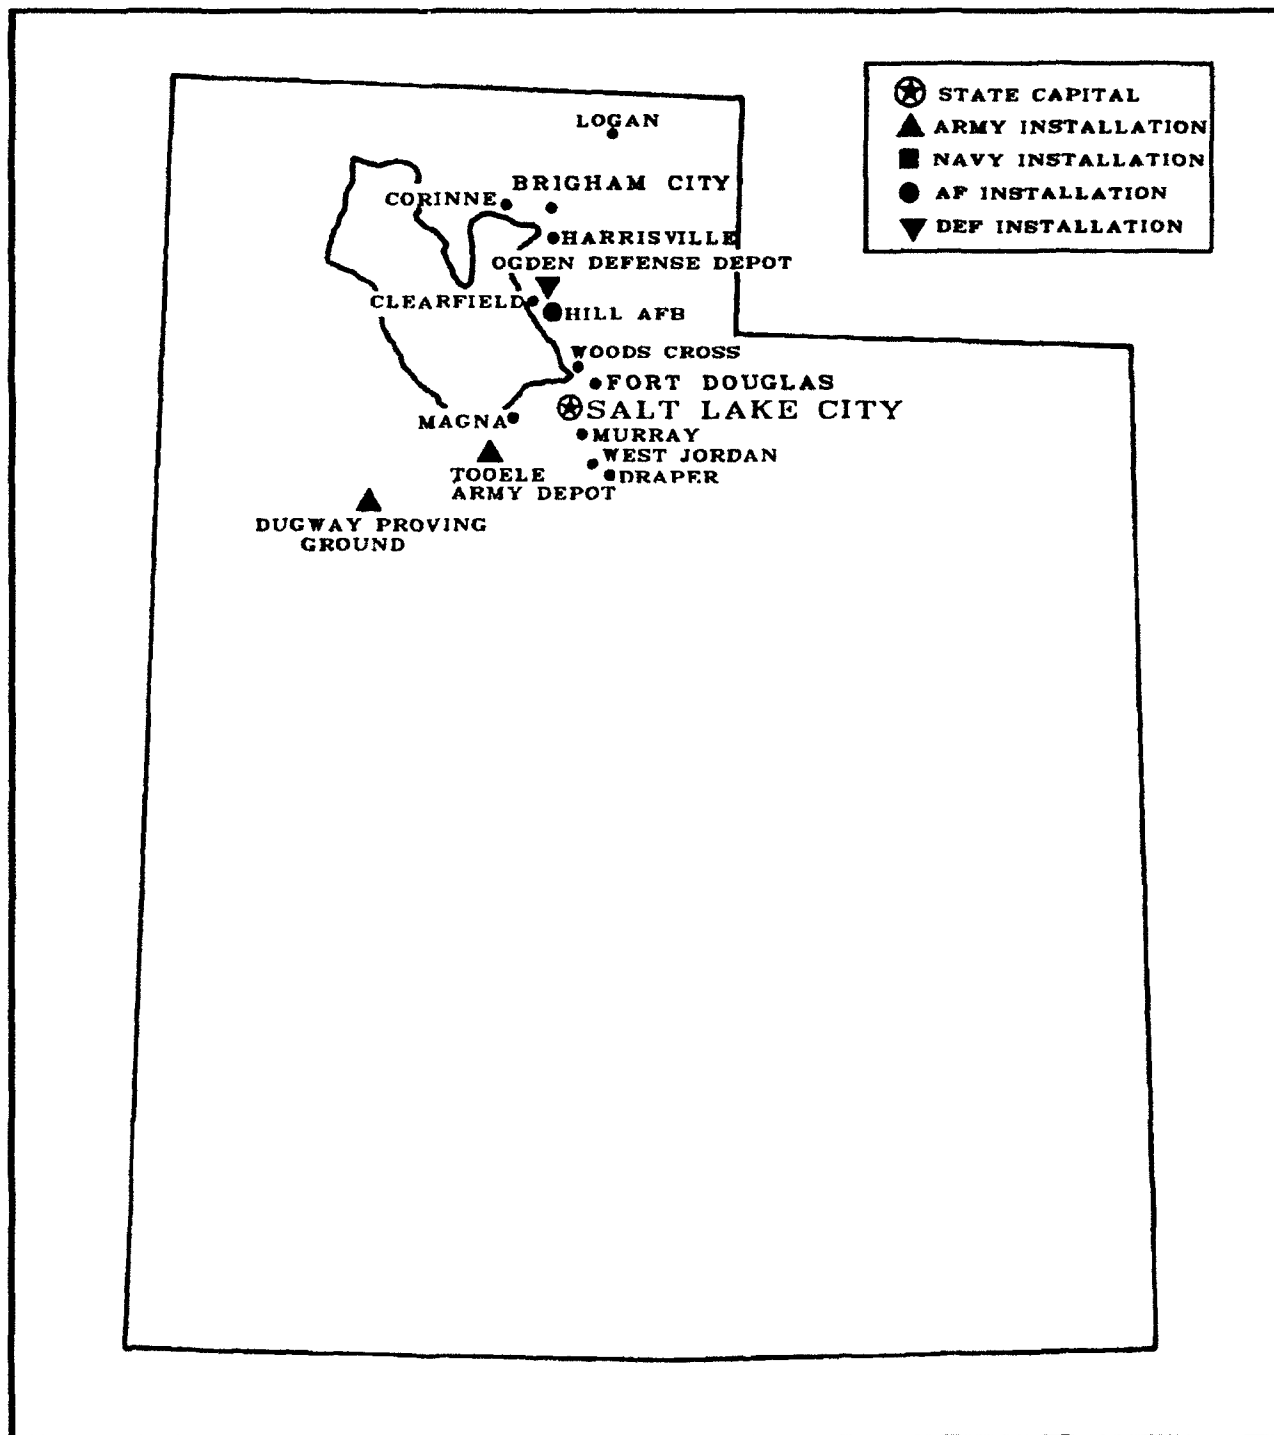 STATE CAPITAL
ARMY INSTALLATION
NAVY INSTALLATION
AF INSTALLATION
DEF INSTALLATION
LOGAN
BRIGHAM CITY
CORINNE
HARRISVILLE
OGDEN DEFENSE DEPOT
CLEARFIELD
HILL AFB
WOODS CROSS
FORT DOUGLAS
SALT LAKE CITY
MAGNA
MURRAY
WEST JORDAN
TOOELE
DRAPER
ARMY DEPOT
DUGWAY PROVING
GROUND